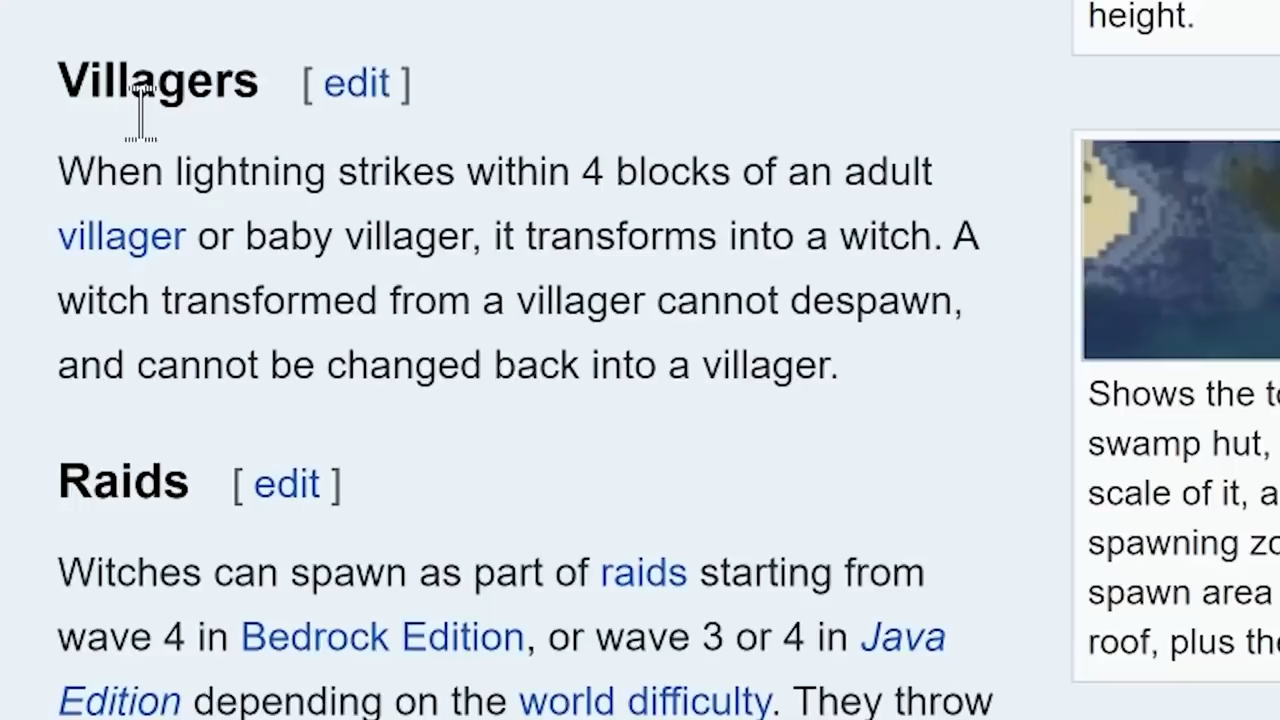 height.
Villagers [ edit ]
When lightning strikes within 4 blocks of an adult
villager or baby villager, it transforms into a witch. A
witch transformed from a villager cannot despawn,
and cannot be changed back into a villager.
Raids [ edit ]
Witches can spawn as part of raids starting from
wave 4 in Bedrock Edition, or wave 3 or 4 in Java
Edition depending on the world difficulty. They throw
Shows the
swamp hut,
scale of it,
spawning
spawn area
roof, plus